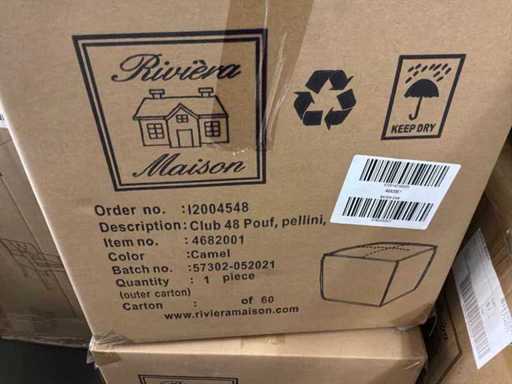 Rivièra
Maison
KEEP DRY
Order no. :I2004548
Description: Club 48 Pouf, pellini,
Item no. : 4682001
Color :Camel
Batch no. :57302-052021
Quantity : 1 piece
(outer carton)
Carton : of 60
www.rivieramaison.com